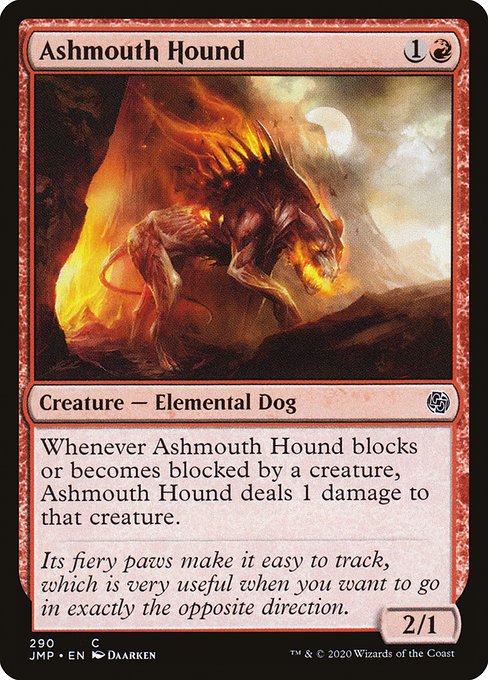 Ashmouth Hound 1
Creature — Elemental Dog
Whenever Ashmouth Hound blocks
or becomes blocked by a creature,
Ashmouth Hound deals 1 damage to
that creature.
Its fiery paws make it easy to track,
which is very useful when you want to go
in exactly the opposite direction.
2/1
290 C
JMP • EN DAARKEN
™ & © 2020 Wizards of the Coast